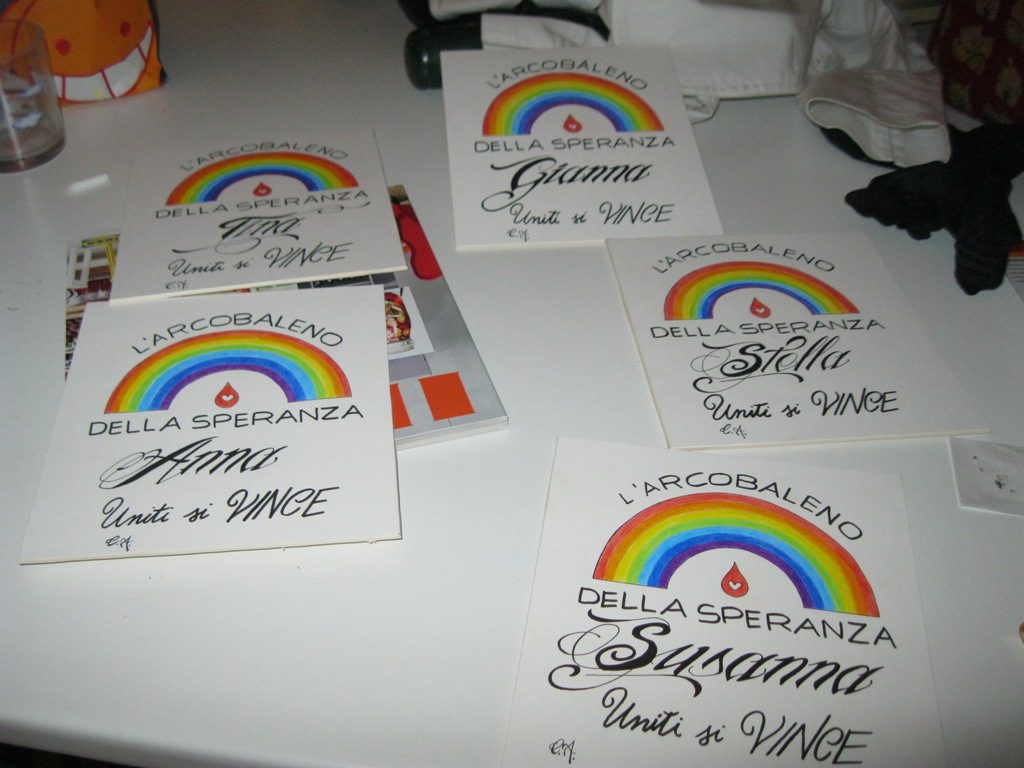 L'ARCOBALENO
DELLA SPERANZA
Gianna
Uniti si VINCE
C.A.
L'ARCOBALENO
DELLA SPERANZA
Tina
Uniti si VINCE
C.A.
L'ARCOBALENO
DELLA SPERANZA
Stella
Uniti si VINCE
C.A.
L'ARCOBALENO
DELLA SPERANZA
Anna
Uniti si VINCE
C.A.
L'ARCOBALENO
DELLA SPERANZA
Susanna
Uniti si VINCE
C.A.